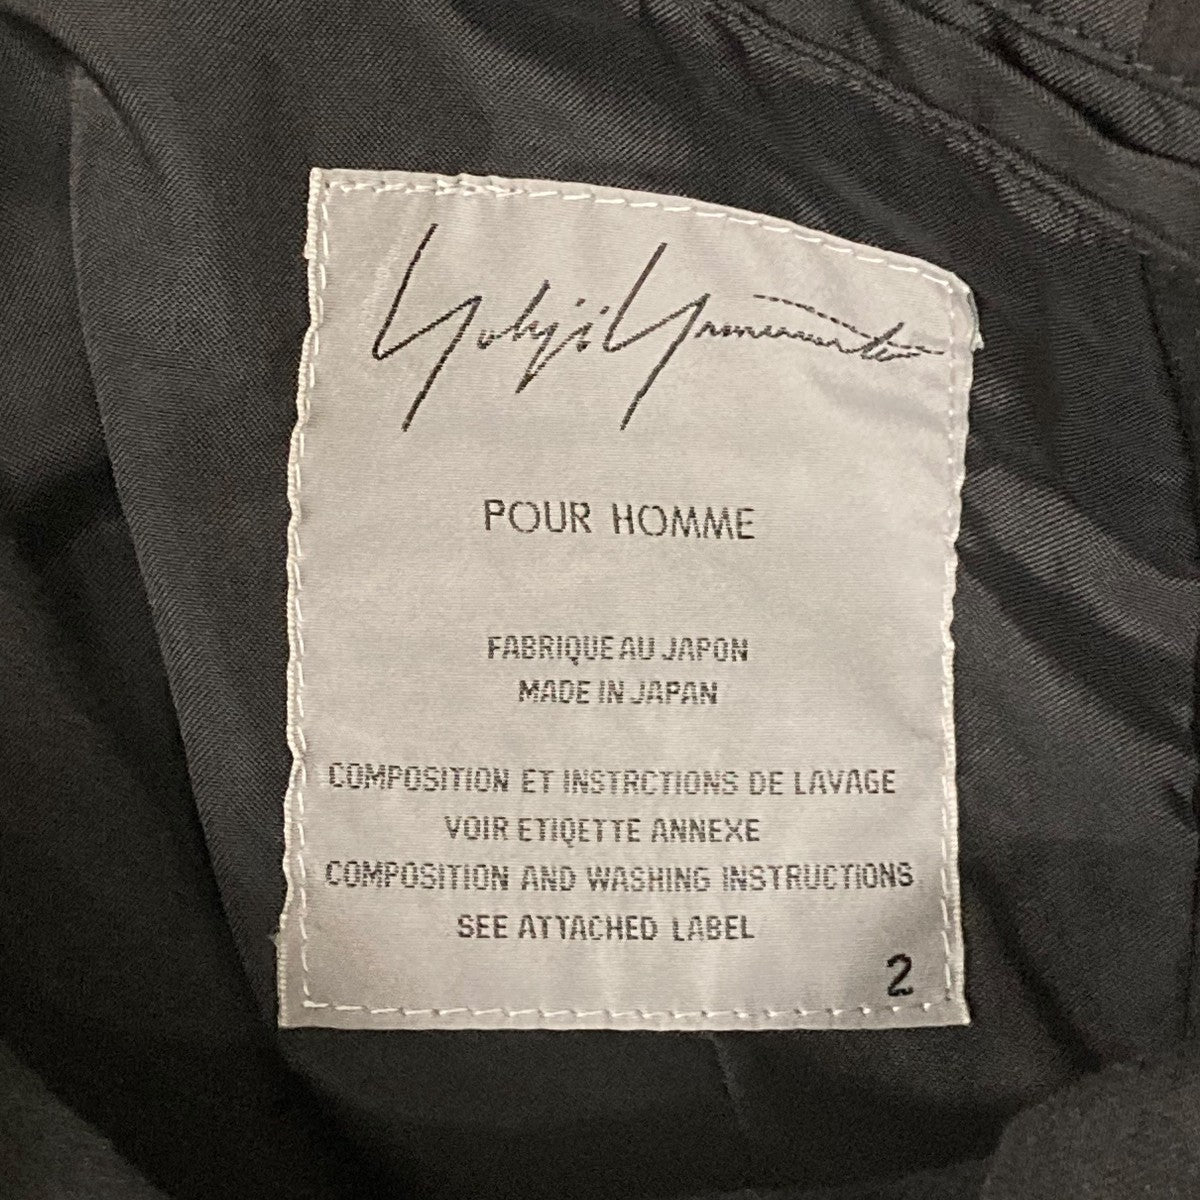 Yohji Yamamoto
POUR HOMME
FABRIQUE AU JAPON
MADE IN JAPAN
COMPOSITION ET INSTRCTIONS DE LAVAGE
VOIR ETIQETTE ANNEXE
COMPOSITION AND WASHING INSTRUCTIONS
SEE ATTACHED LABEL
2